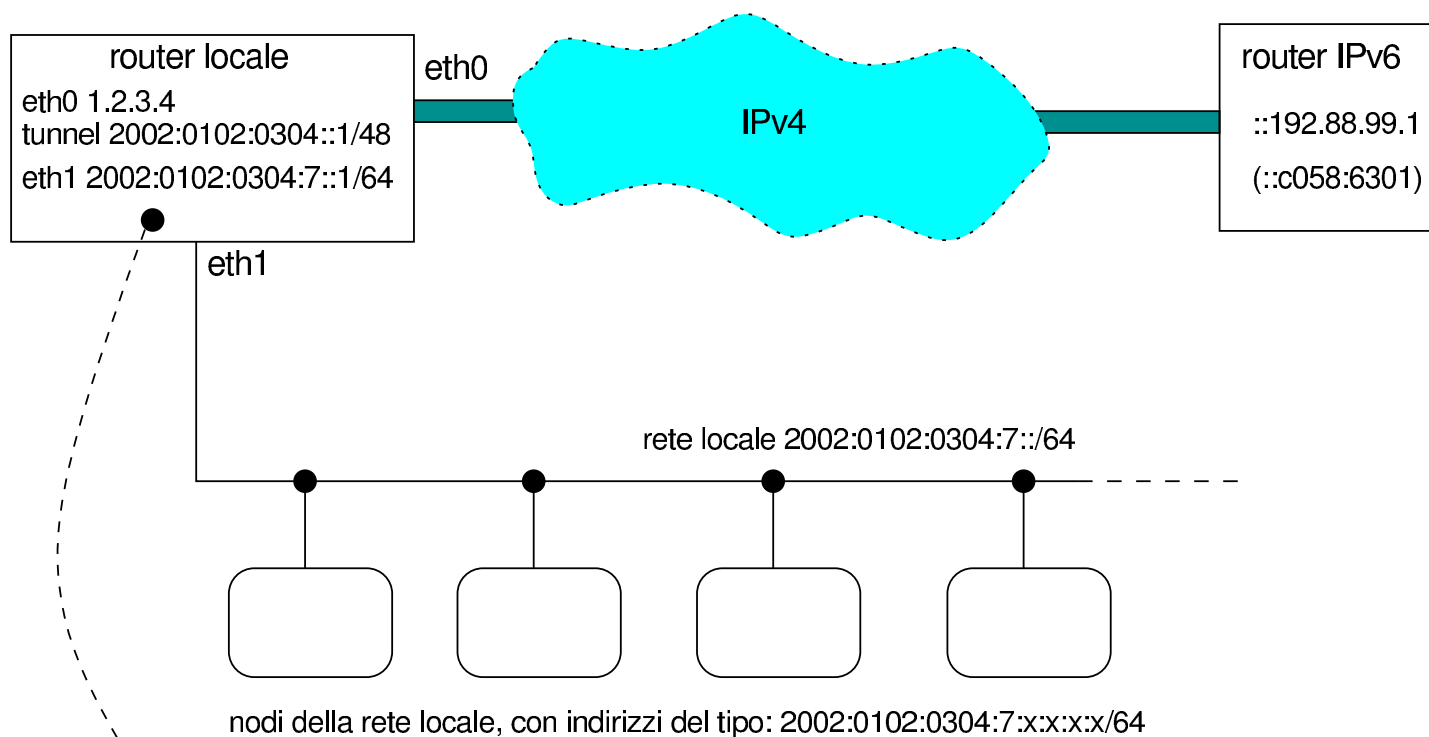 router locale
eth0 1.2.3.4
tunnel 2002:0102:0304::1/48
eth1 2002:0102:0304:7::1/64
eth0
IPv4
router IPv6
::192.88.99.1
(::c058:6301)
eth1
rete locale 2002:0102:0304:7::/64
nodi della rete locale, con indirizzi del tipo: 2002:0102:0304:7:x:x:x:x/64